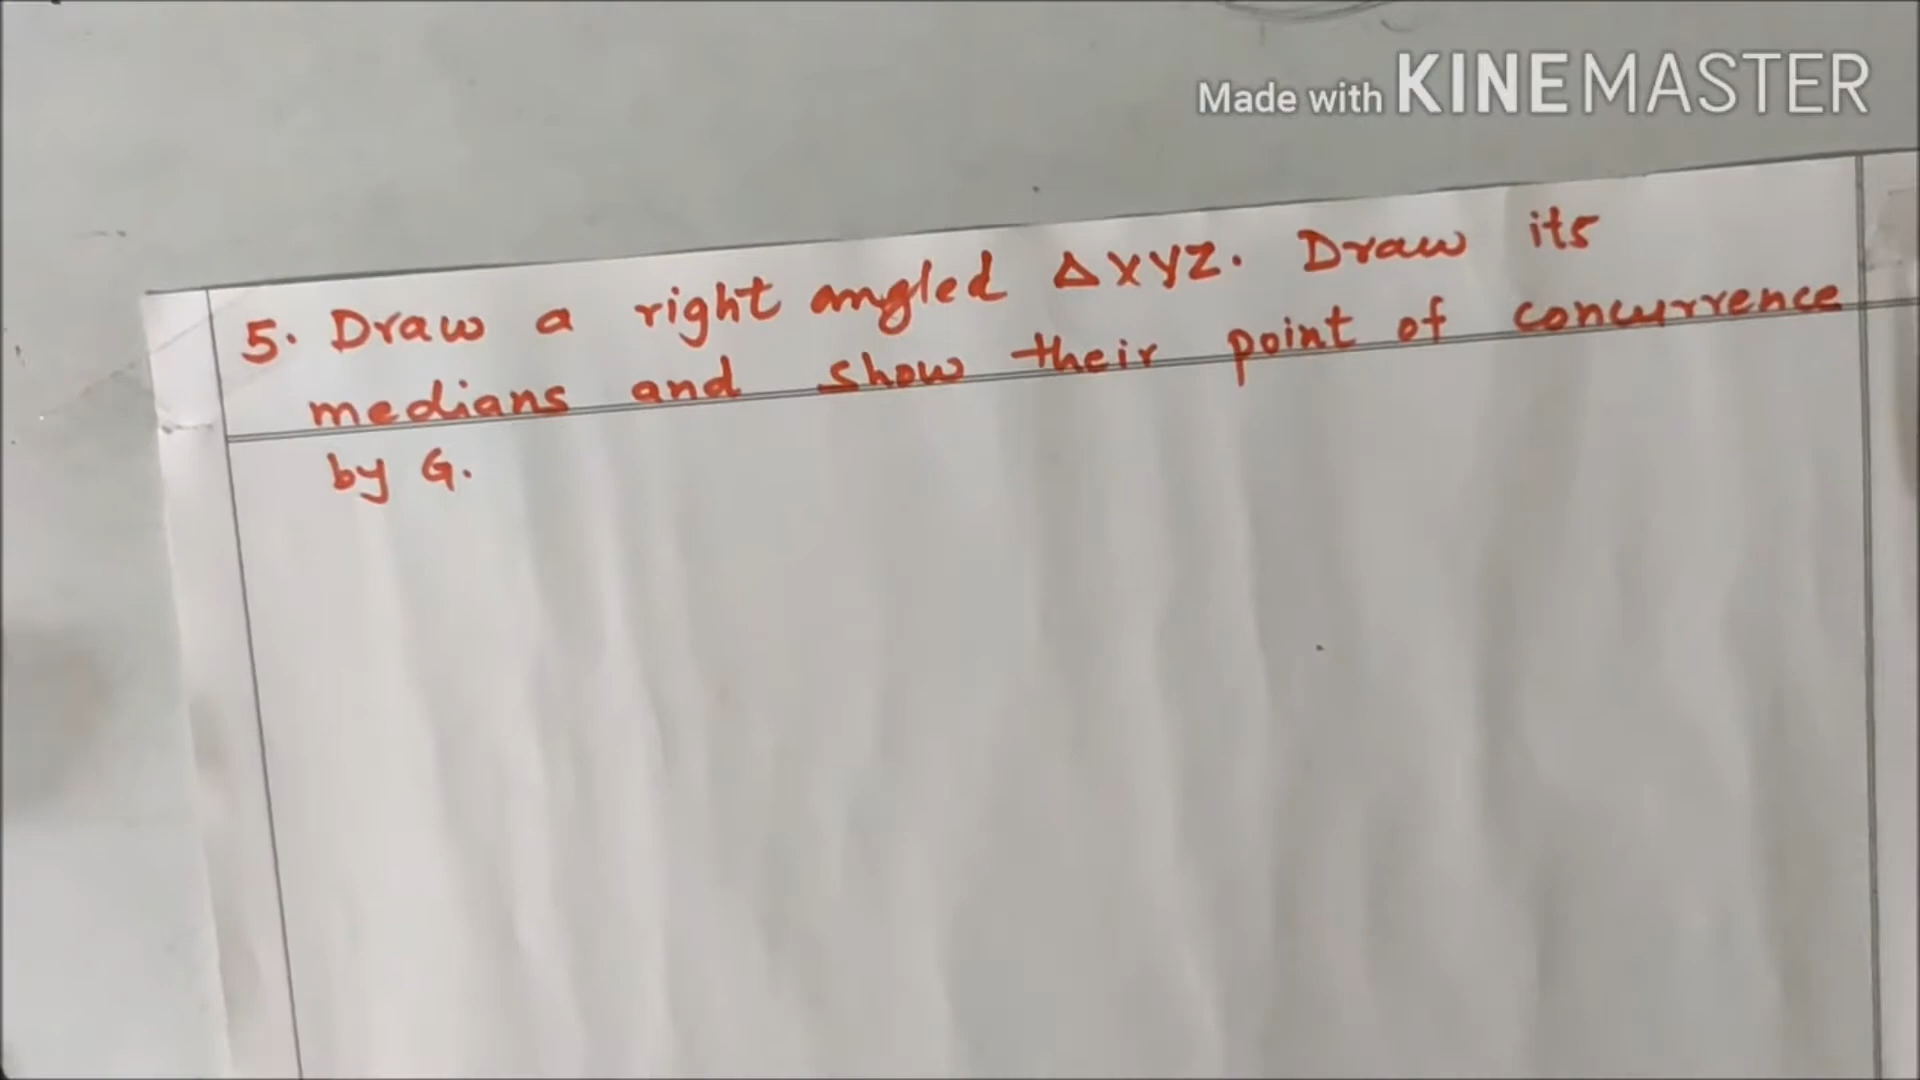 Made with KINEMASTER
5. Draw a right angled ΔXYZ. Draw its
medians and show their point of concurrence
by G.